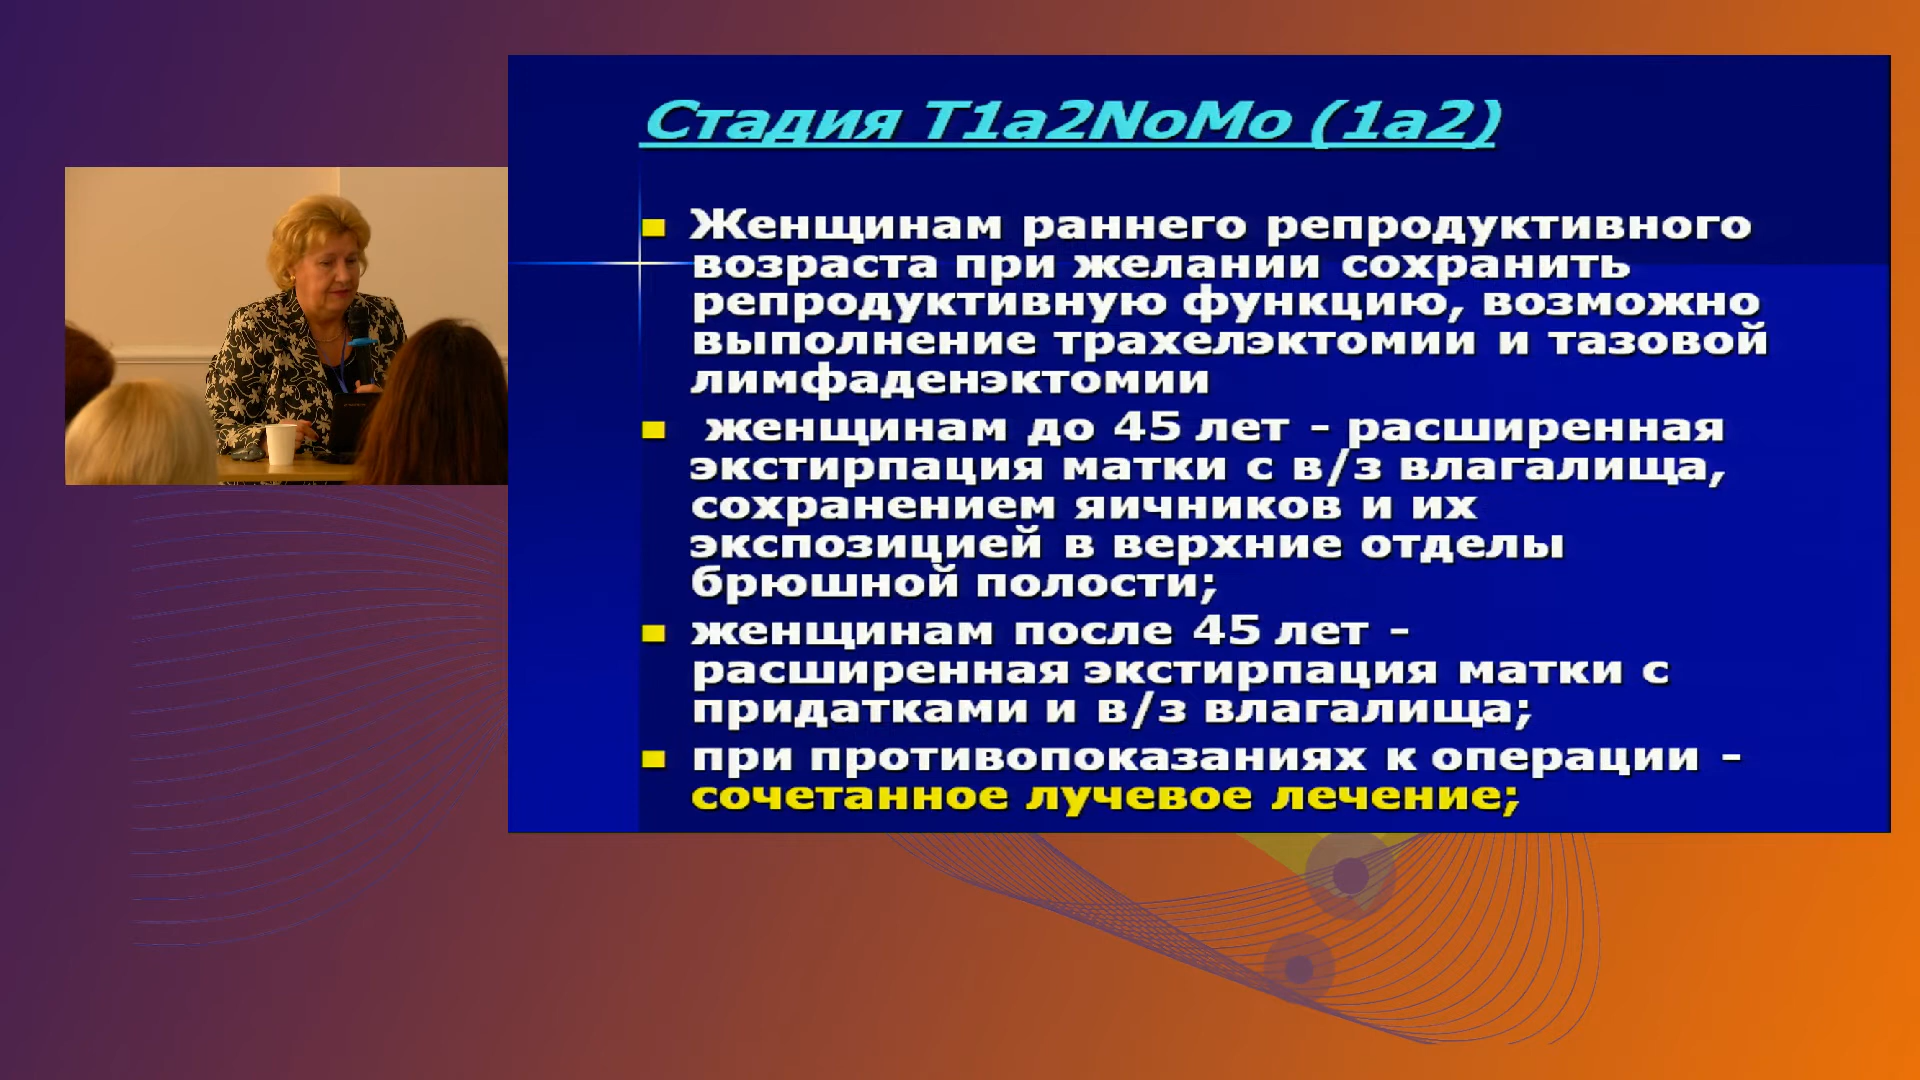 Стадия T1a2NoMo (1a2)
Женщинам раннего репродуктивного
возраста при желании сохранить
репродуктивную функцию, возможно
выполнение трахелэктомии и тазовой
лимфаденэктомии
женщинам до 45 лет - расширенная
экстирпация матки с в/з влагалища,
сохранением яичников и их
экспозицией в верхние отделы
брюшной полости;
женщинам после 45 лет -
расширенная экстирпация матки с
придатками и в/з влагалища;
при противопоказаниях к операции -
сочетанное лучевое лечение;